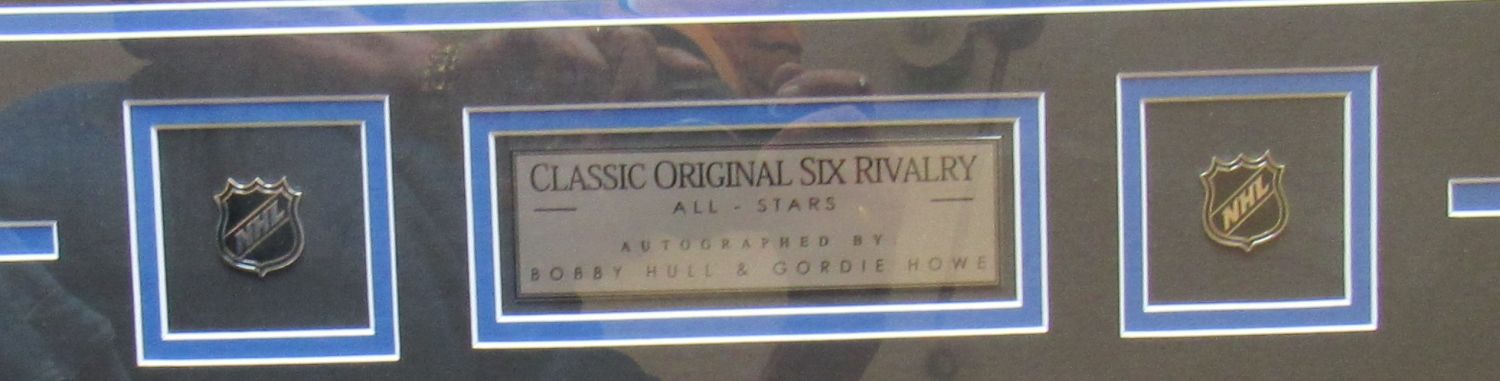 CLASSIC ORIGINAL SIX RIVALRY
ALL - STARS
AUTOGRAPHED BY
BOBBY HULL & GORDIE HOWE
NHL
NHL